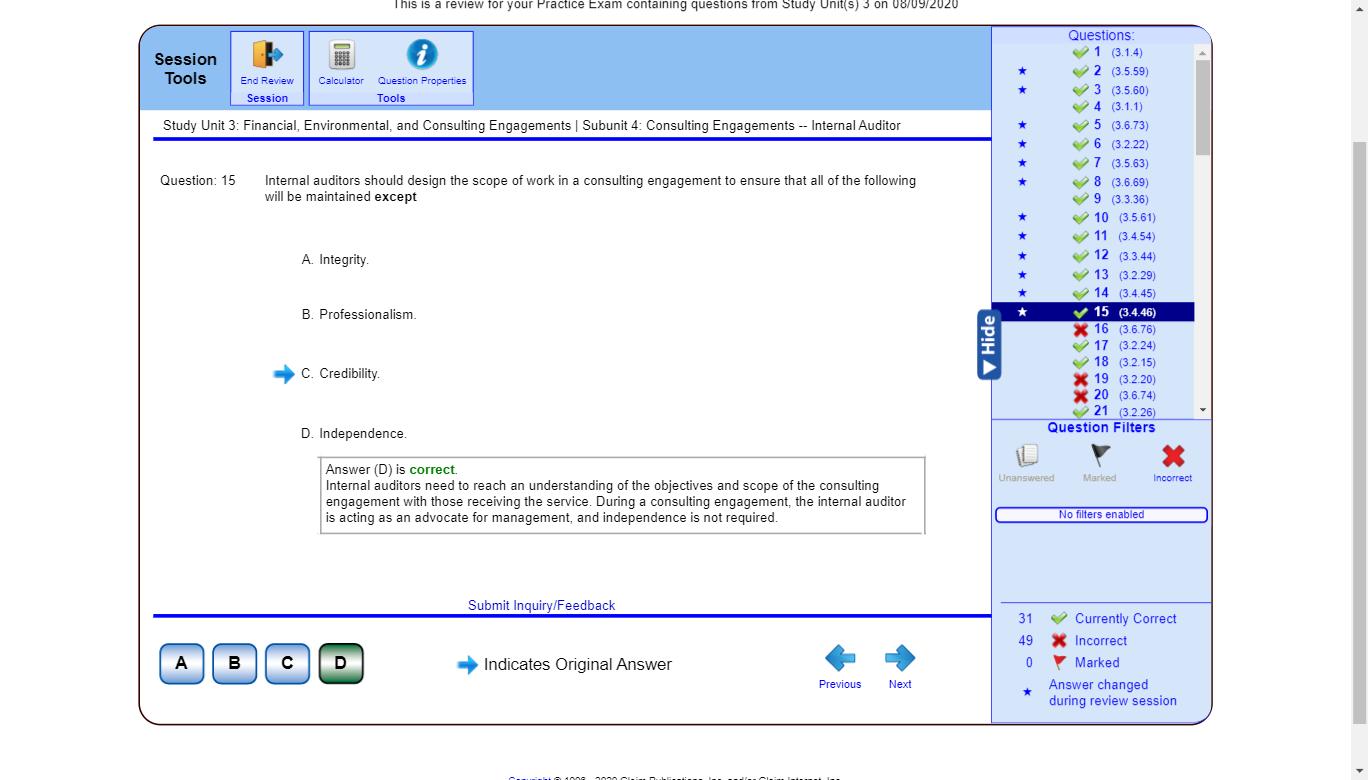 This is a review for your Practice Exam containing questions from Study Unit(s) 3 on 08/09/2020
Session
Tools
End Review
Session
Calculator
Question Properties
Tools
Study Unit 3: Financial, Environmental, and Consulting Engagements | Subunit 4: Consulting Engagements -- Internal Auditor
Question: 15
Internal auditors should design the scope of work in a consulting engagement to ensure that all of the following
will be maintained except
A. Integrity.
B. Professionalism.
C. Credibility.
D. Independence.
Answer (D) is correct.
Internal auditors need to reach an understanding of the objectives and scope of the consulting
engagement with those receiving the service. During a consulting engagement, the internal auditor
is acting as an advocate for management, and independence is not required.
Submit Inquiry/Feedback
A B C D
Indicates Original Answer
Previous
Next
Hide
Questions:
1 (3.1.4)
2 (3.5.59)
3 (3.5.60)
4 (3.1.1)
5 (3.6.73)
6 (3.2.22)
7 (3.5.63)
8 (3.6.69)
9 (3.3.36)
10 (3.5.61)
11 (3.4.54)
12 (3.3.44)
13 (3.2.29)
14 (3.4.45)
15 (3.4.46)
16 (3.6.76)
17 (3.2.24)
18 (3.2.15)
19 (3.2.20)
20 (3.6.74)
21 (3.2.26)
Question Filters
Unanswered
Marked
Incorrect
No filters enabled
31 Currently Correct
49 Incorrect
0 Marked
Answer changed
during review session